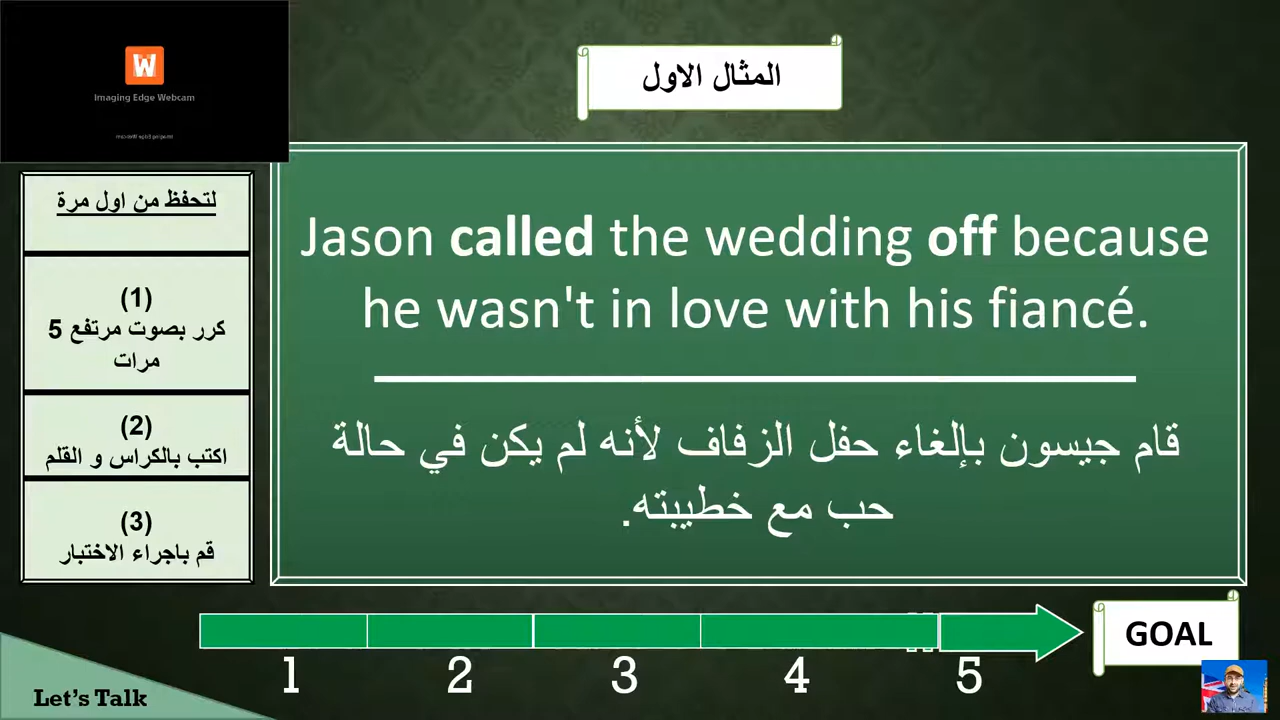 Imaging Edge Webcam
المثال الاول
لتحفظ من اول مرة
(1)
كرر بصوت مرتفع 5
مرات
(2)
اكتب بالكراس و القلم
(3)
قم باجراء الاختبار
Jason called the wedding off because
he wasn't in love with his fiancé.
قام جيسون بإلغاء حفل الزفاف لأنه لم يكن في حالة
حب مع خطيبته.
1 2 3 4 5
GOAL
Let's Talk